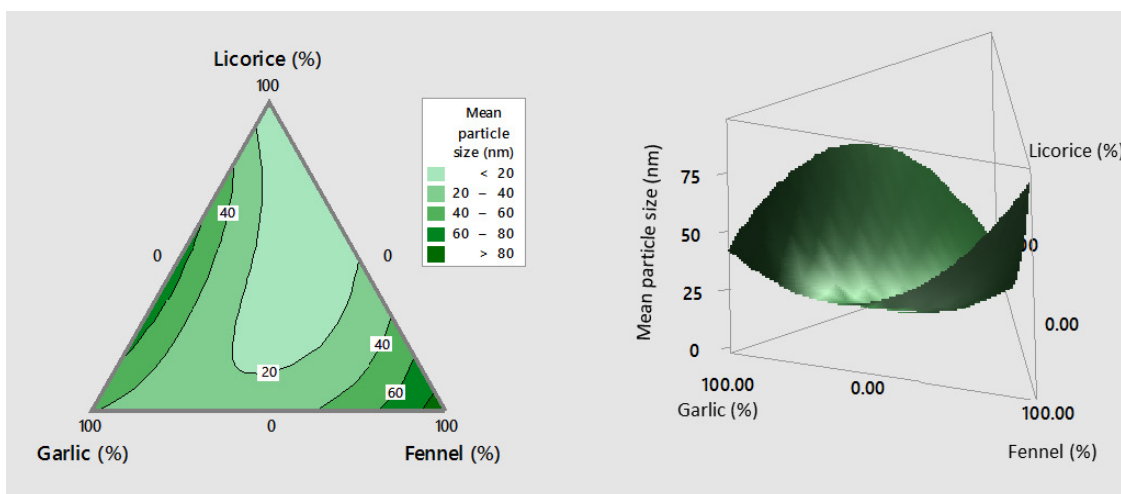 Licorice (%)
100
Mean
particle
size (nm)
< 20
20 – 40
40 – 60
60 – 80
> 80
40
0
0
40
20
60
100
0
100
Garlic (%)
Fennel (%)
Mean particle size (nm)
75
50
25
0
Licorice (%)
00
0.00
100.00
0.00
100.00
Garlic (%)
Fennel (%)